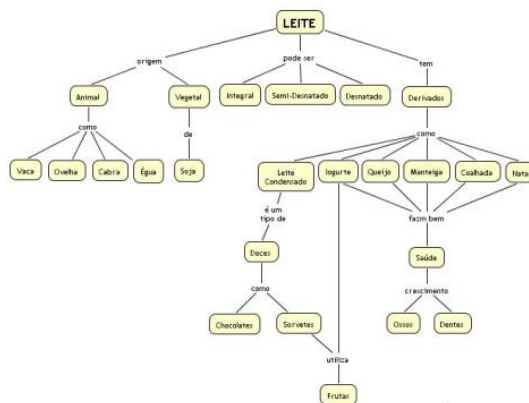 LEITE
origem
pode ser
tem
Animal
Vegetal
Integral
Semi-Desnatado
Desnatado
Derivados
como
de
como
Vaca
Ovelha
Cabra
Égua
Soja
Leite
Condensado
Iogurte
Queijo
Manteiga
Coalhada
Nata
é um
tipo de
fazm bem
Doces
Saúde
como
crescimento
Chocolates
Sorvetes
Ossos
Dentes
utiliza
Frutas